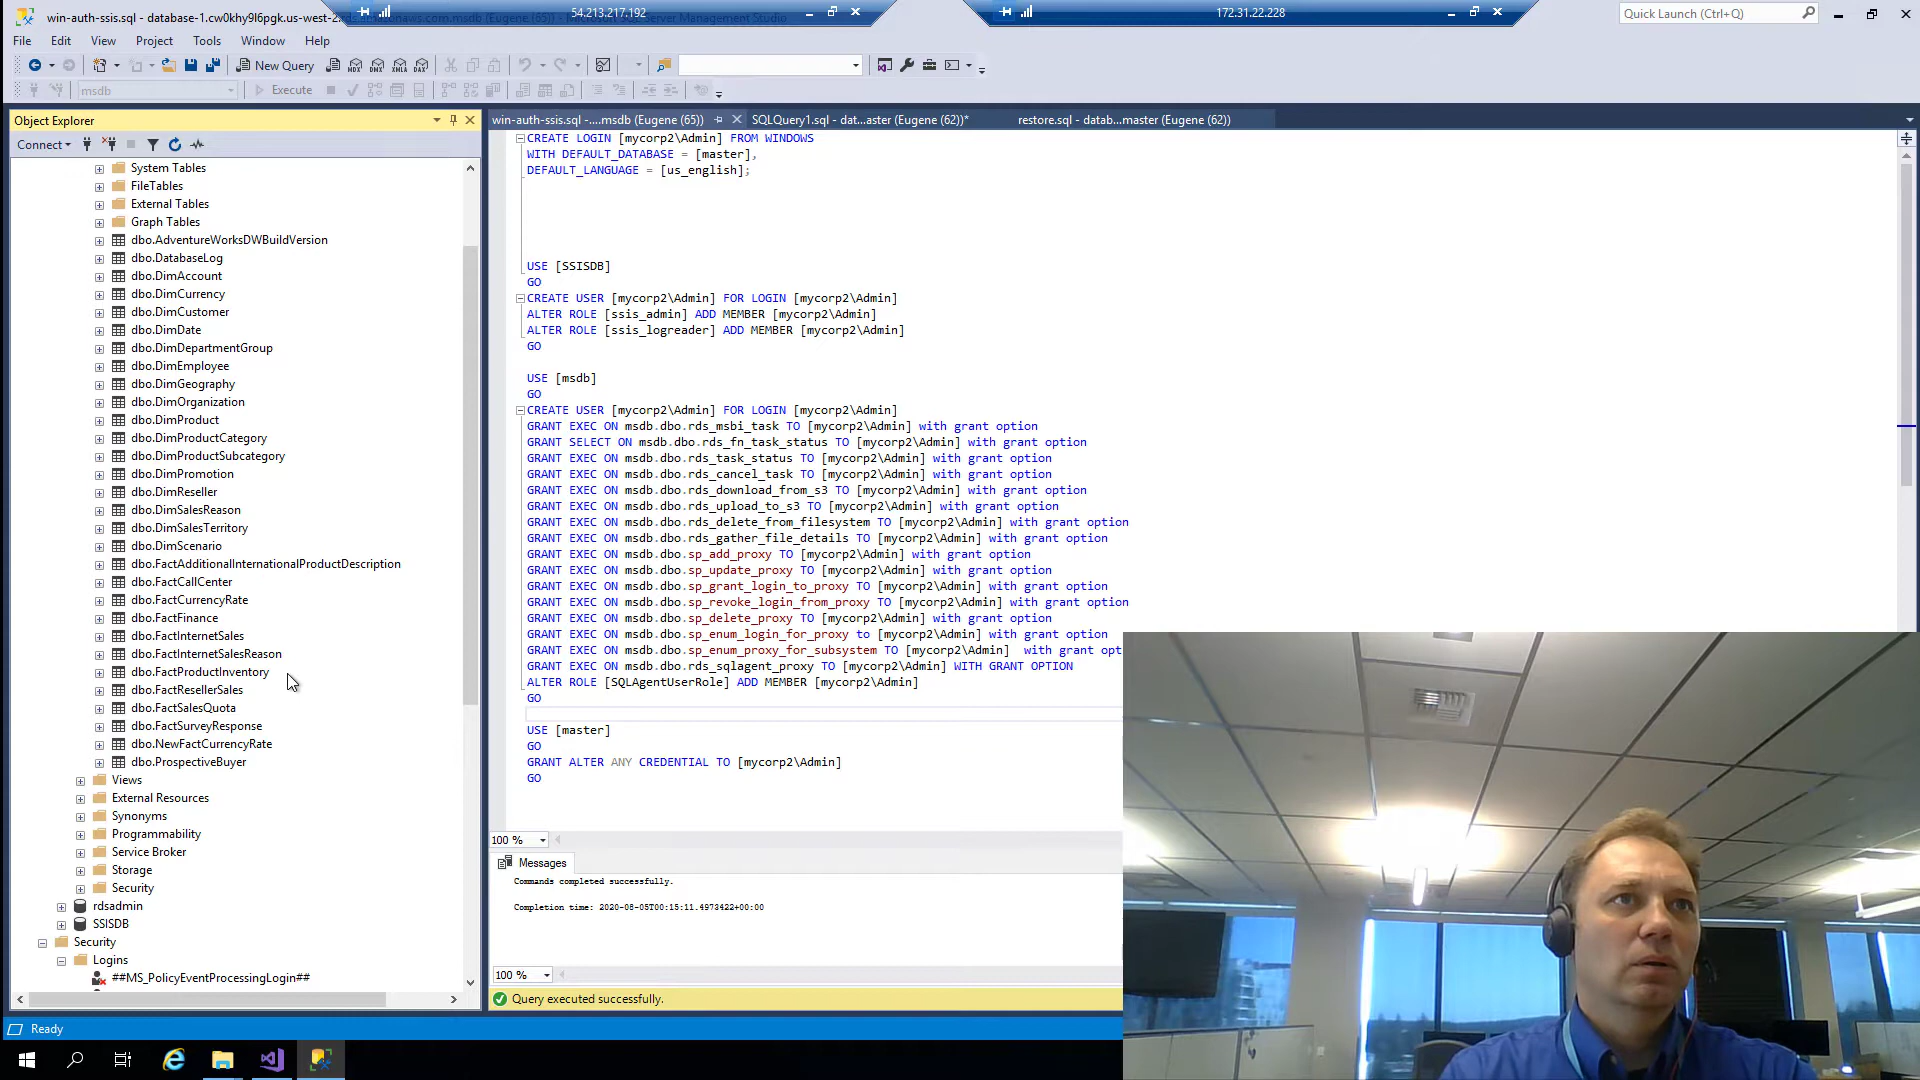 win-auth-ssis.sql - database-1.cw0khy9l6pgk.us-west-2.rds.amazonaws.com.msdb (Eugene (65)) - Microsoft SQL Server Management Studio
54.213.217.192
172.31.22.228
Quick Launch (Ctrl+Q)
File Edit View Project Tools Window Help
New Query
MDX DMX XMLA DAX
msdb
Execute
Object Explorer
win-auth-ssis.sql -....msdb (Eugene (65))
SQLQuery1.sql - dat...aster (Eugene (62))*
restore.sql - datab...master (Eugene (62))
Connect
System Tables
FileTables
External Tables
Graph Tables
dbo.AdventureWorksDWBuildVersion
dbo.DatabaseLog
dbo.DimAccount
dbo.DimCurrency
dbo.DimCustomer
dbo.DimDate
dbo.DimDepartmentGroup
dbo.DimEmployee
dbo.DimGeography
dbo.DimOrganization
dbo.DimProduct
dbo.DimProductCategory
dbo.DimProductSubcategory
dbo.DimPromotion
dbo.DimReseller
dbo.DimSalesReason
dbo.DimSalesTerritory
dbo.DimScenario
dbo.FactAdditionalInternationalProductDescription
dbo.FactCallCenter
dbo.FactCurrencyRate
dbo.FactFinance
dbo.FactInternetSales
dbo.FactInternetSalesReason
dbo.FactProductInventory
dbo.FactResellerSales
dbo.FactSalesQuota
dbo.FactSurveyResponse
dbo.NewFactCurrencyRate
dbo.ProspectiveBuyer
Views
External Resources
Synonyms
Programmability
Service Broker
Storage
Security
rdsadmin
SSISDB
Security
Logins
##MS_PolicyEventProcessingLogin##
CREATE LOGIN [mycorp2\Admin] FROM WINDOWS
WITH DEFAULT_DATABASE = [master],
DEFAULT_LANGUAGE = [us_english];
USE [SSISDB]
GO
CREATE USER [mycorp2\Admin] FOR LOGIN [mycorp2\Admin]
ALTER ROLE [ssis_admin] ADD MEMBER [mycorp2\Admin]
ALTER ROLE [ssis_logreader] ADD MEMBER [mycorp2\Admin]
GO
USE [msdb]
GO
CREATE USER [mycorp2\Admin] FOR LOGIN [mycorp2\Admin]
GRANT EXEC ON msdb.dbo.rds_msbi_task TO [mycorp2\Admin] with grant option
GRANT SELECT ON msdb.dbo.rds_fn_task_status TO [mycorp2\Admin] with grant option
GRANT EXEC ON msdb.dbo.rds_task_status TO [mycorp2\Admin] with grant option
GRANT EXEC ON msdb.dbo.rds_cancel_task TO [mycorp2\Admin] with grant option
GRANT EXEC ON msdb.dbo.rds_download_from_s3 TO [mycorp2\Admin] with grant option
GRANT EXEC ON msdb.dbo.rds_upload_to_s3 TO [mycorp2\Admin] with grant option
GRANT EXEC ON msdb.dbo.rds_delete_from_filesystem TO [mycorp2\Admin] with grant option
GRANT EXEC ON msdb.dbo.rds_gather_file_details TO [mycorp2\Admin] with grant option
GRANT EXEC ON msdb.dbo.sp_add_proxy TO [mycorp2\Admin] with grant option
GRANT EXEC ON msdb.dbo.sp_update_proxy TO [mycorp2\Admin] with grant option
GRANT EXEC ON msdb.dbo.sp_grant_login_to_proxy TO [mycorp2\Admin] with grant option
GRANT EXEC ON msdb.dbo.sp_revoke_login_from_proxy TO [mycorp2\Admin] with grant option
GRANT EXEC ON msdb.dbo.sp_delete_proxy TO [mycorp2\Admin] with grant option
GRANT EXEC ON msdb.dbo.sp_enum_login_for_proxy to [mycorp2\Admin] with grant option
GRANT EXEC ON msdb.dbo.sp_enum_proxy_for_subsystem TO [mycorp2\Admin] with grant opt
GRANT EXEC ON msdb.dbo.rds_sqlagent_proxy TO [mycorp2\Admin] WITH GRANT OPTION
ALTER ROLE [SQLAgentUserRole] ADD MEMBER [mycorp2\Admin]
GO
USE [master]
GO
GRANT ALTER ANY CREDENTIAL TO [mycorp2\Admin]
GO
100 %
Messages
Commands completed successfully.
Completion time: 2020-08-05T00:15:11.4973422+00:00
100 %
Query executed successfully.
Ready